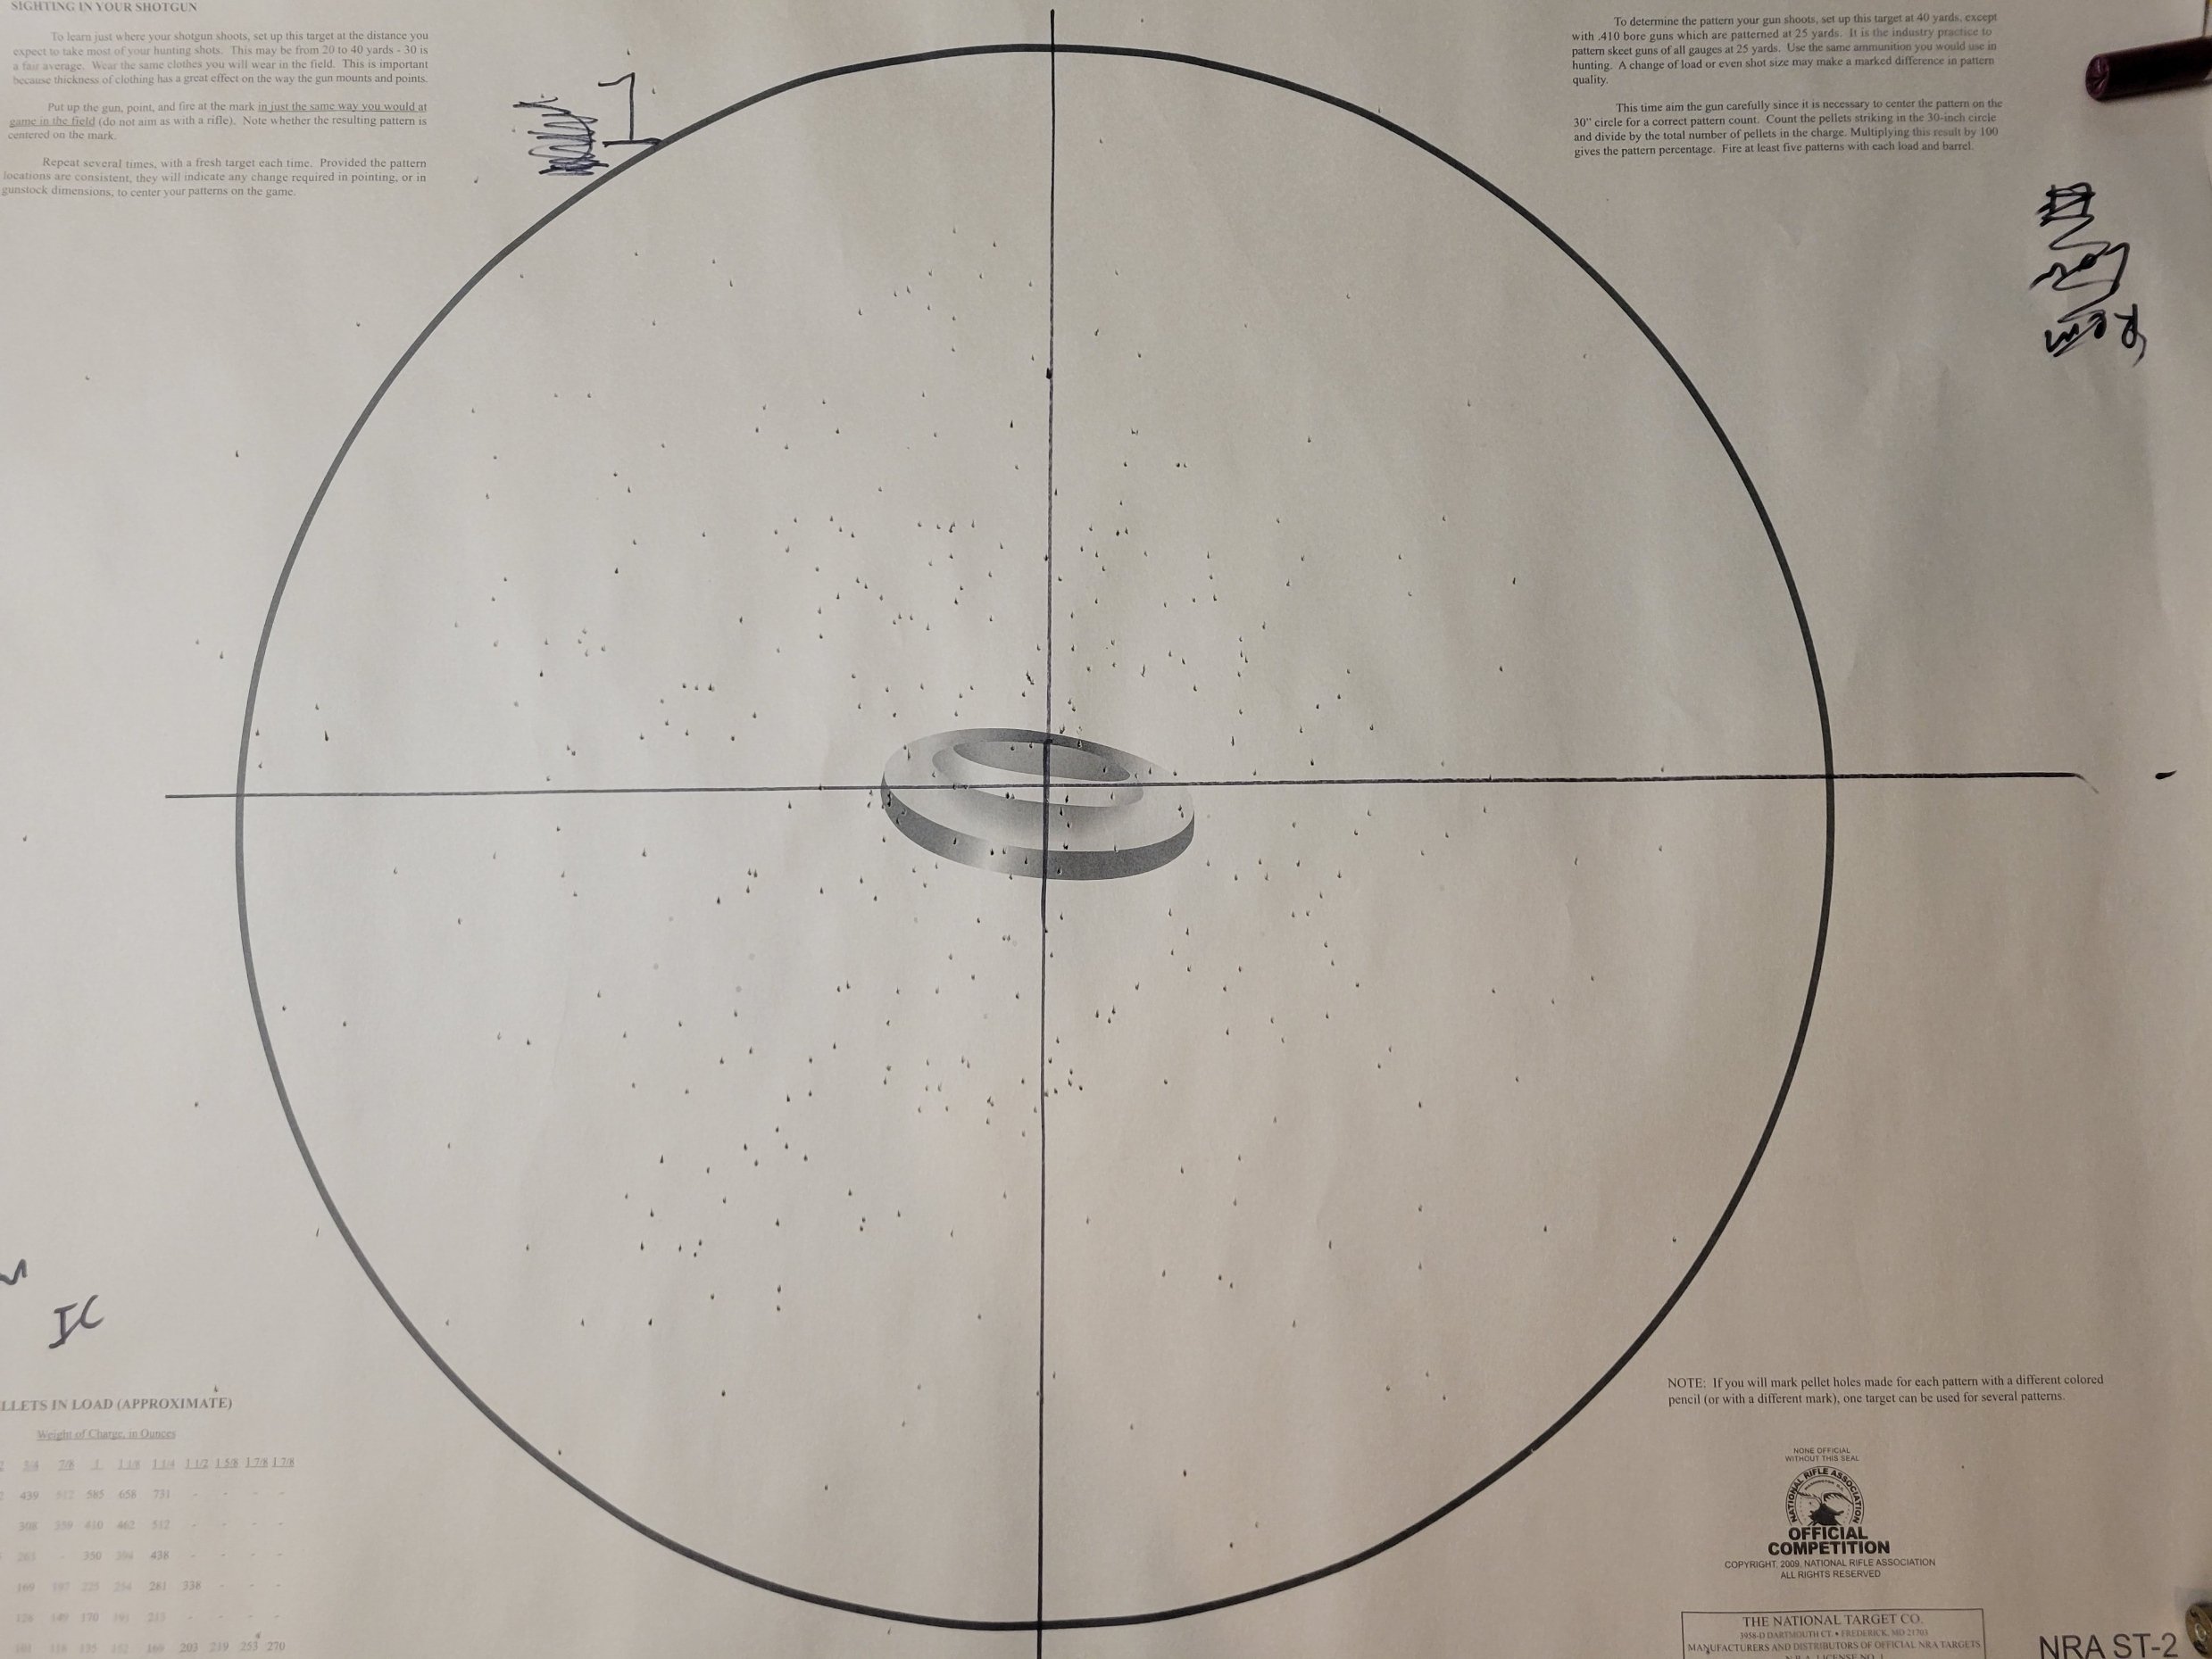 SIGHTING IN YOUR SHOTGUN
To learn just where your shotgun shoots, set up this target at the distance you
expect to take most of your hunting shots. This may be from 20 to 40 yards - 30 is
a fair average. Wear the same clothes you will wear in the field. This is important
because thickness of clothing has a great effect on the way the gun mounts and points.
Put up the gun, point, and fire at the mark in just the same way you would at
game in the field (do not aim as with a rifle). Note whether the resulting pattern is
centered on the mark.
Repeat several times, with a fresh target each time. Provided the pattern
locations are consistent, they will indicate any change required in pointing, or in
gunstock dimensions, to center your patterns on the game.
1
To determine the pattern your gun shoots, set up this target at 40 yards, except
with .410 bore guns which are patterned at 25 yards. It is the industry practice to
pattern skeet guns of all gauges at 25 yards. Use the same ammunition you would use in
hunting. A change of load or even shot size may make a marked difference in pattern
quality.
This time aim the gun carefully since it is necessary to center the pattern on the
30" circle for a correct pattern count. Count the pellets striking in the 30-inch circle
and divide by the total number of pellets in the charge. Multiplying this result by 100
gives the pattern percentage. Fire at least five patterns with each load and barrel.
IC
LLETS IN LOAD (APPROXIMATE)
Weight of Charge, in Ounces
3/4 7/8 1 1 1/8 1 1/4 1 1/2 1 5/8 1 7/8 1 7/8
439 512 585 658 731 - - - -
308 359 410 462 512 - - - -
263 - 350 394 438 - - - -
169 197 225 254 281 338 - - -
126 149 170 191 213 - - - -
101 118 135 152 169 203 219 253 270
NOTE: If you will mark pellet holes made for each pattern with a different colored
pencil (or with a different mark), one target can be used for several patterns.
NONE OFFICIAL
WITHOUT THIS SEAL
NATIONAL RIFLE ASSOCIATION
OFFICIAL
COMPETITION
COPYRIGHT, 2009, NATIONAL RIFLE ASSOCIATION
ALL RIGHTS RESERVED
THE NATIONAL TARGET CO.
3958-D DARTMOUTH CT. • FREDERICK, MD 21703
MANUFACTURERS AND DISTRIBUTORS OF OFFICIAL NRA TARGETS
N.R.A. LICENSE NO. 1
NRA ST-2